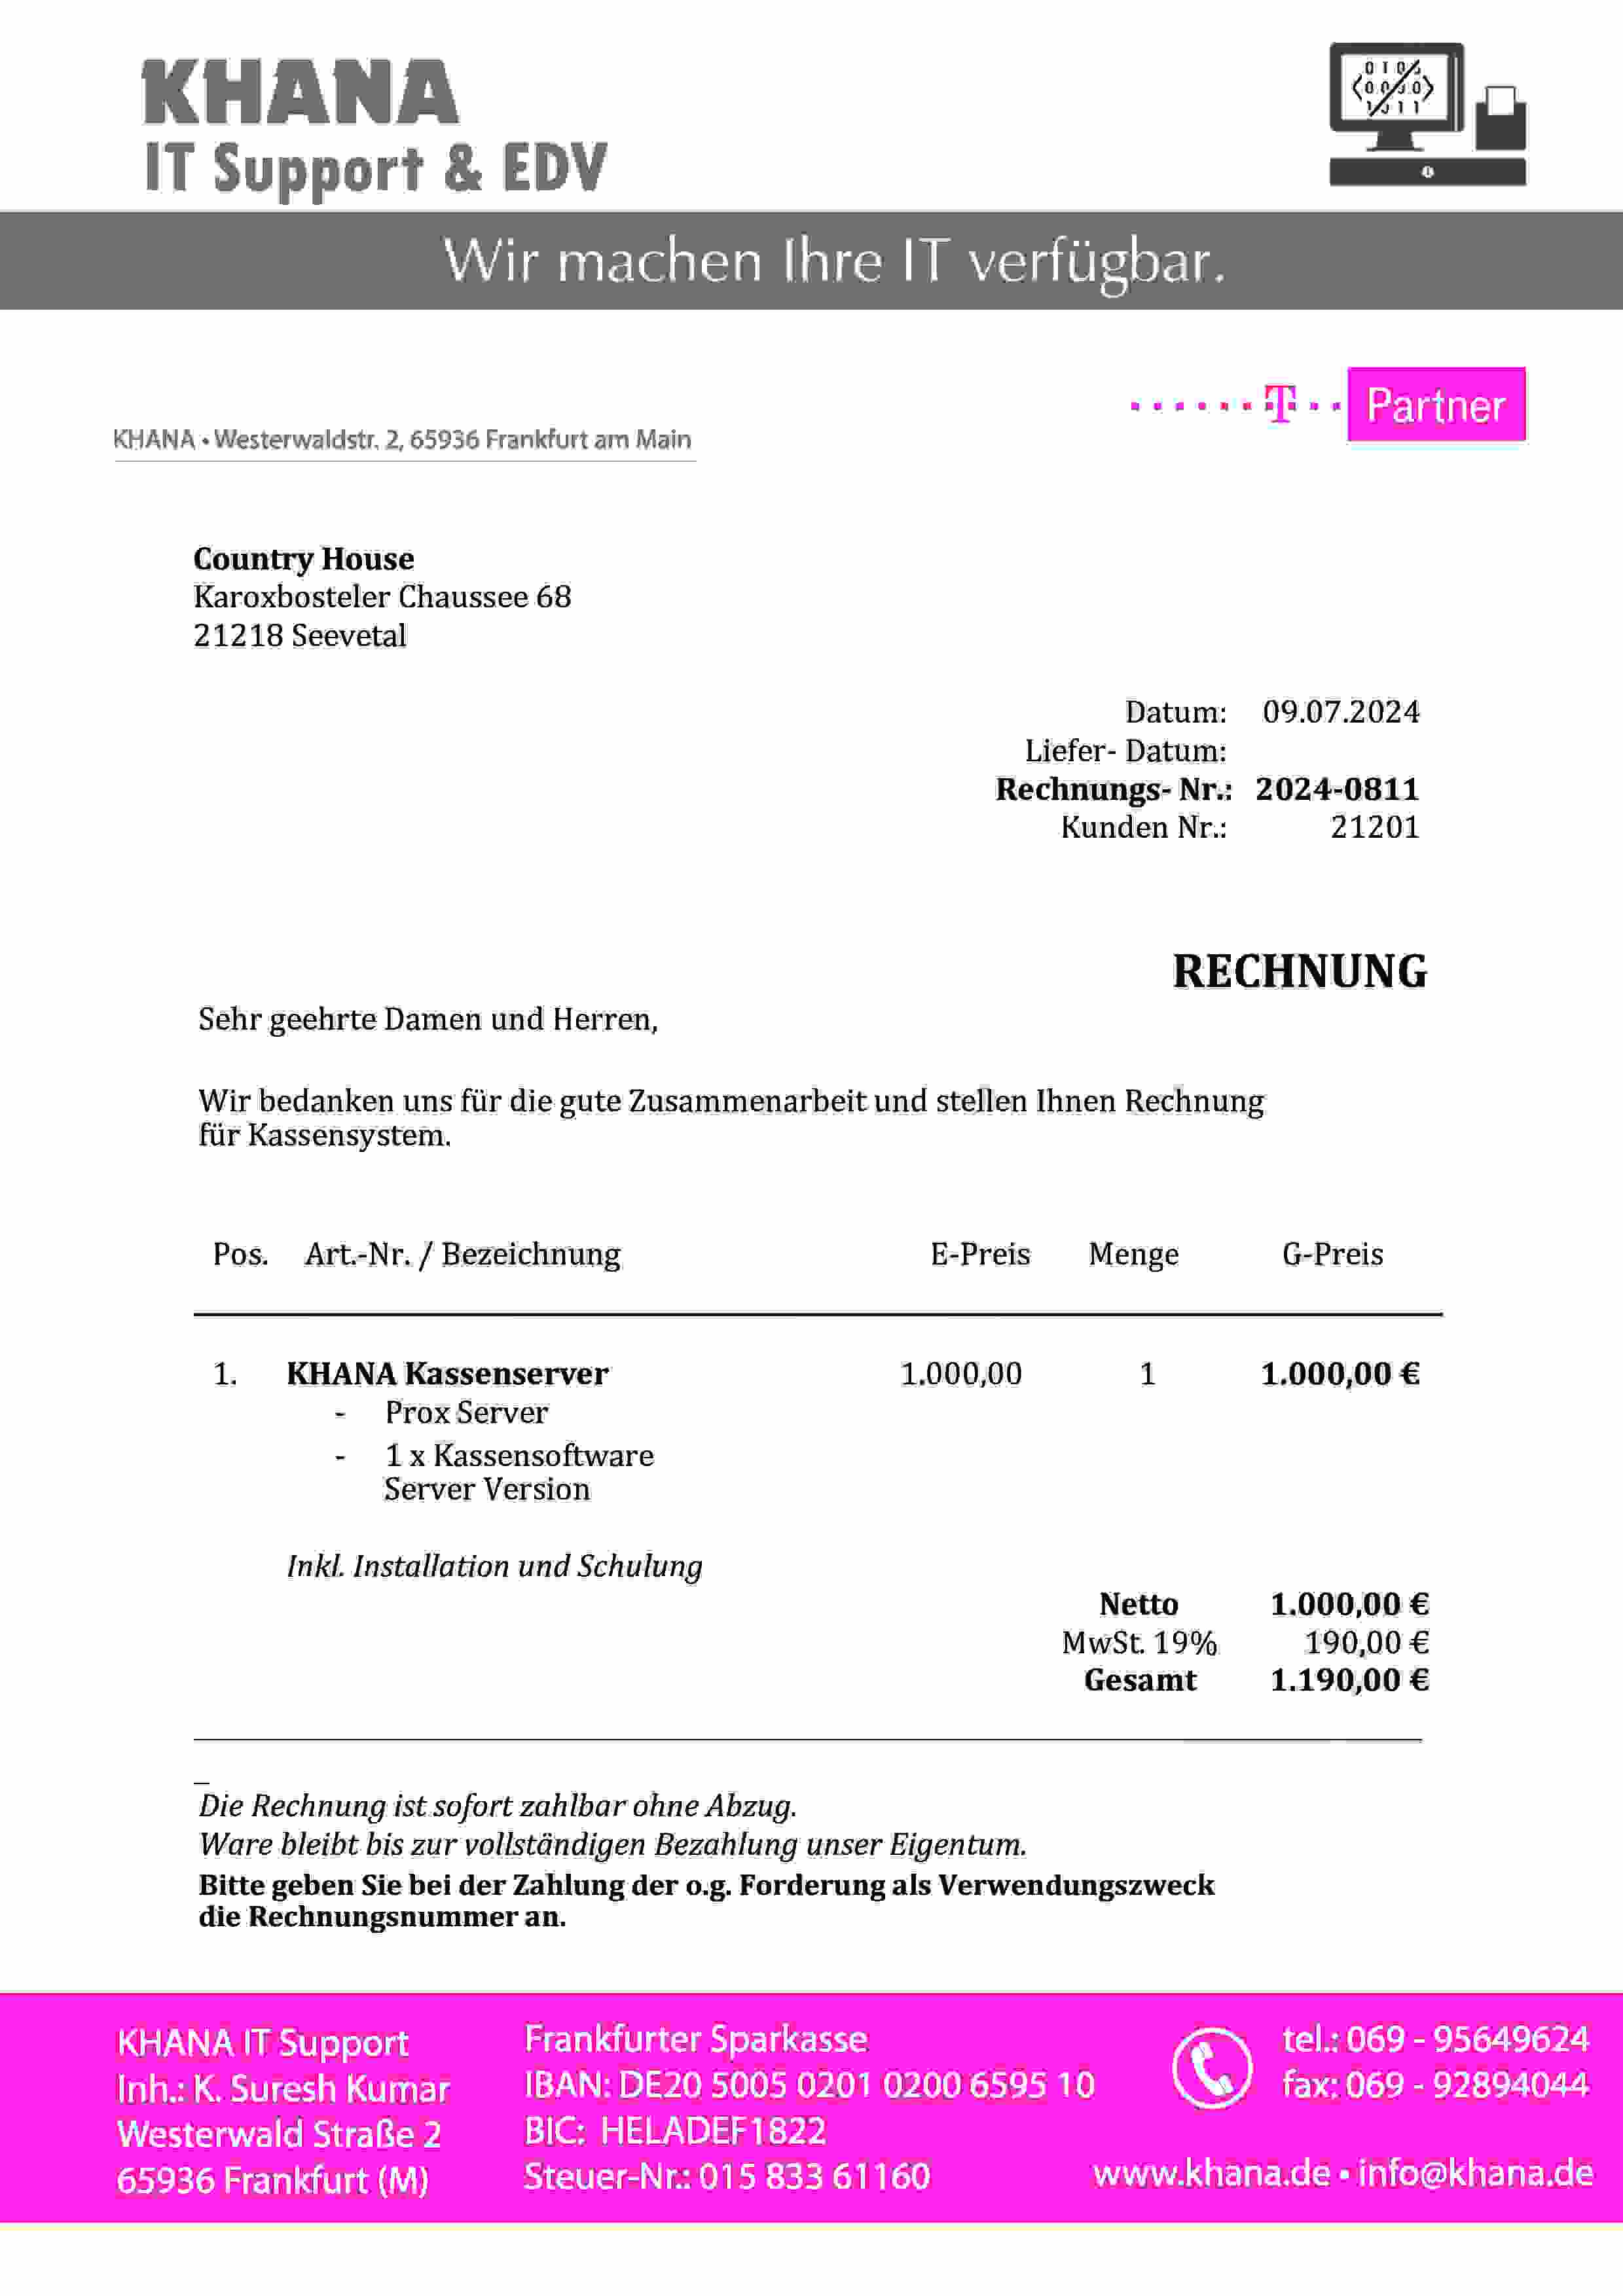 KHANA
IT Support & EDV
Wir machen Ihre IT verfügbar.
T Partner
KHANA • Westerwaldstr. 2, 65936 Frankfurt am Main
Country House
Karoxbosteler Chaussee 68
21218 Seevetal
Datum: 09.07.2024
Liefer- Datum:
Rechnungs- Nr.: 2024-0811
Kunden Nr.: 21201
RECHNUNG
Sehr geehrte Damen und Herren,
Wir bedanken uns für die gute Zusammenarbeit und stellen Ihnen Rechnung
für Kassensystem.
Pos. Art.-Nr. / Bezeichnung E-Preis Menge G-Preis
1. KHANA Kassenserver 1.000,00 1 1.000,00 €
- Prox Server
- 1 x Kassensoftware
Server Version
Inkl. Installation und Schulung
Netto 1.000,00 €
MwSt. 19% 190,00 €
Gesamt 1.190,00 €
Die Rechnung ist sofort zahlbar ohne Abzug.
Ware bleibt bis zur vollständigen Bezahlung unser Eigentum.
Bitte geben Sie bei der Zahlung der o.g. Forderung als Verwendungszweck
die Rechnungsnummer an.
KHANA IT Support
Inh.: K. Suresh Kumar
Westerwald Straße 2
65936 Frankfurt (M)
Frankfurter Sparkasse
IBAN: DE20 5005 0201 0200 6595 10
BIC: HELADEF1822
Steuer-Nr.: 015 833 61160
tel.: 069 - 95649624
fax: 069 - 92894044
www.khana.de • info@khana.de